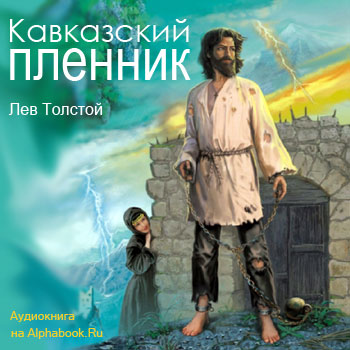 Кавказский
пленник
Лев Толстой
Аудиокнига
на Alphabook.Ru